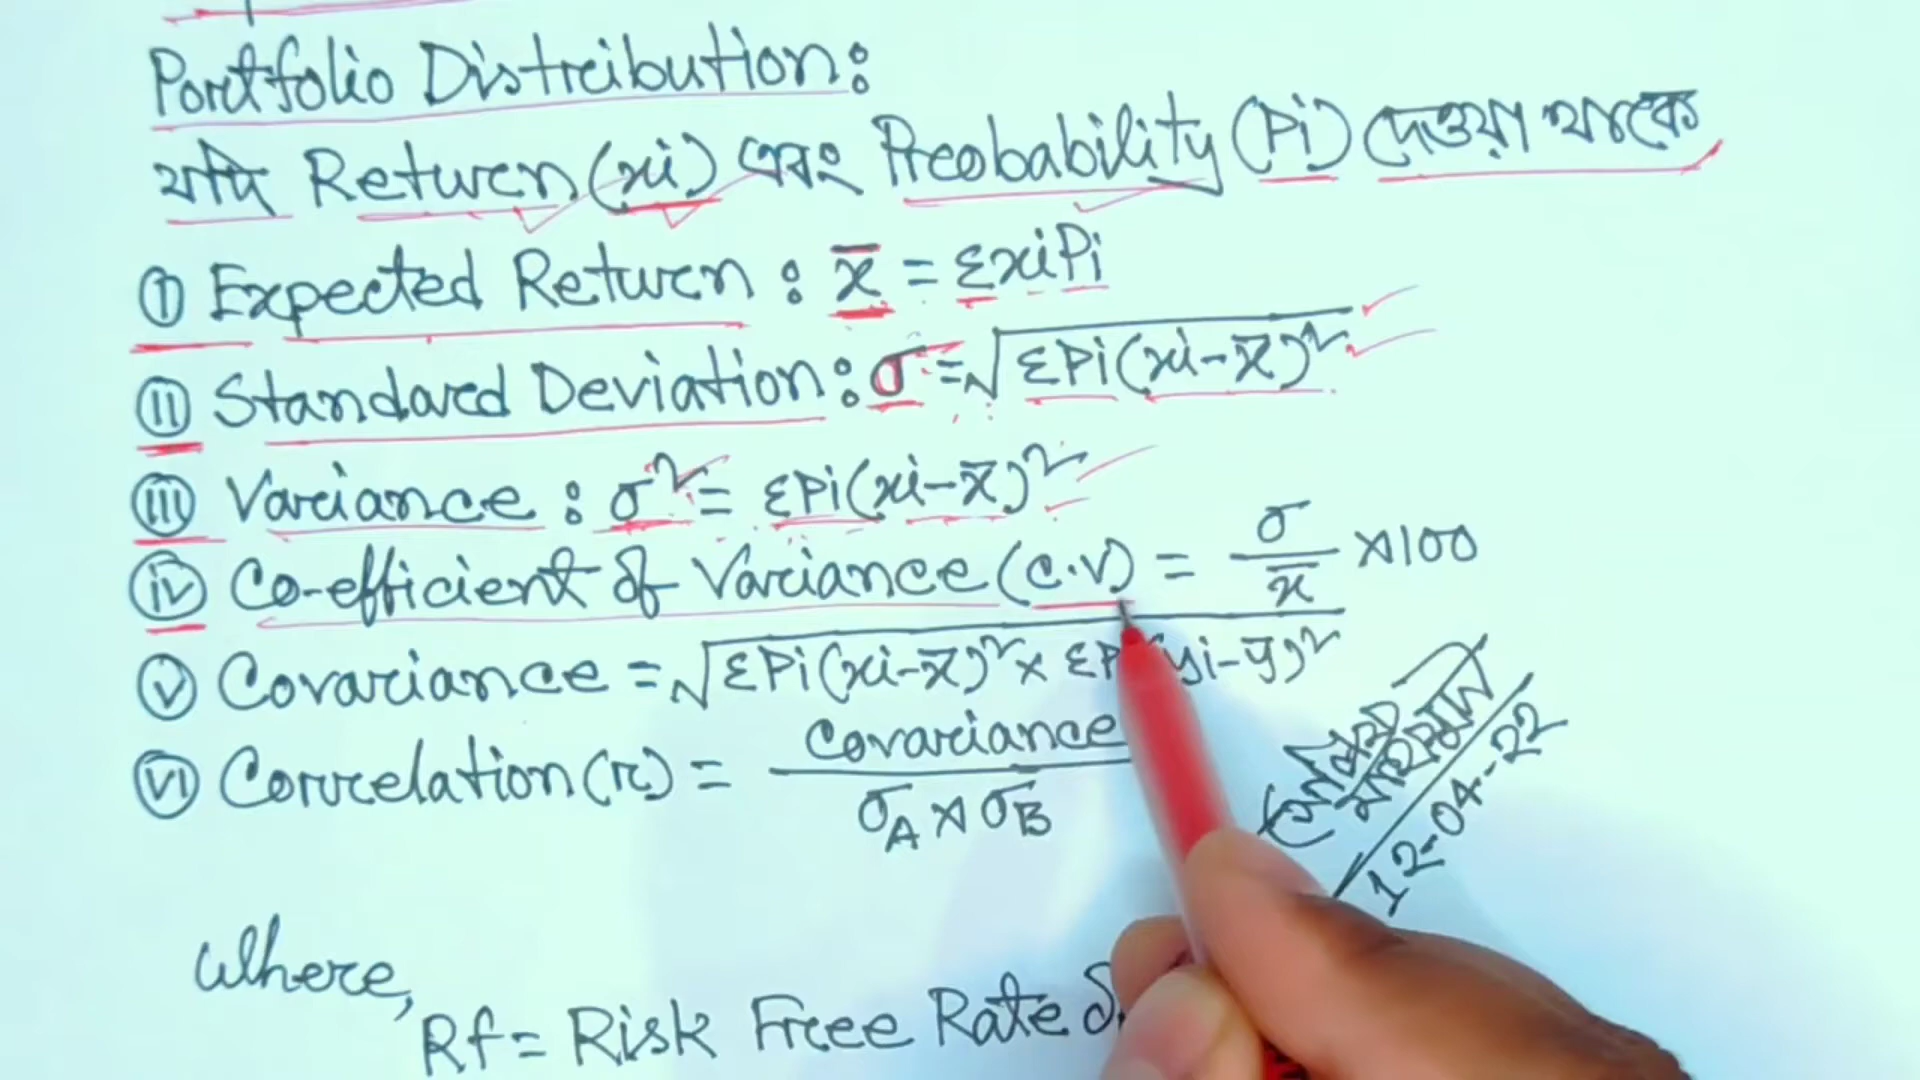 Portfolio Distribution:
যদি Return (xi) এবং Probability (Pi) দেওয়া থাকে
(I) Expected Return : x̄ = Σxipi
(II) Standard Deviation : σ = √ΣPi(xi-x̄)²
(III) Variance : σ² = ΣPi(xi-x̄)²
(iv) Co-efficient of Variance (c.v) = σ/x̄ ×100
(v) Covariance = √ΣPi(xi-x̄)² × ΣP yi-ȳ)²
(vi) Correlation (r) = Covariance / σA × σB
12-04-22
Where,
Rf = Risk Free Rate